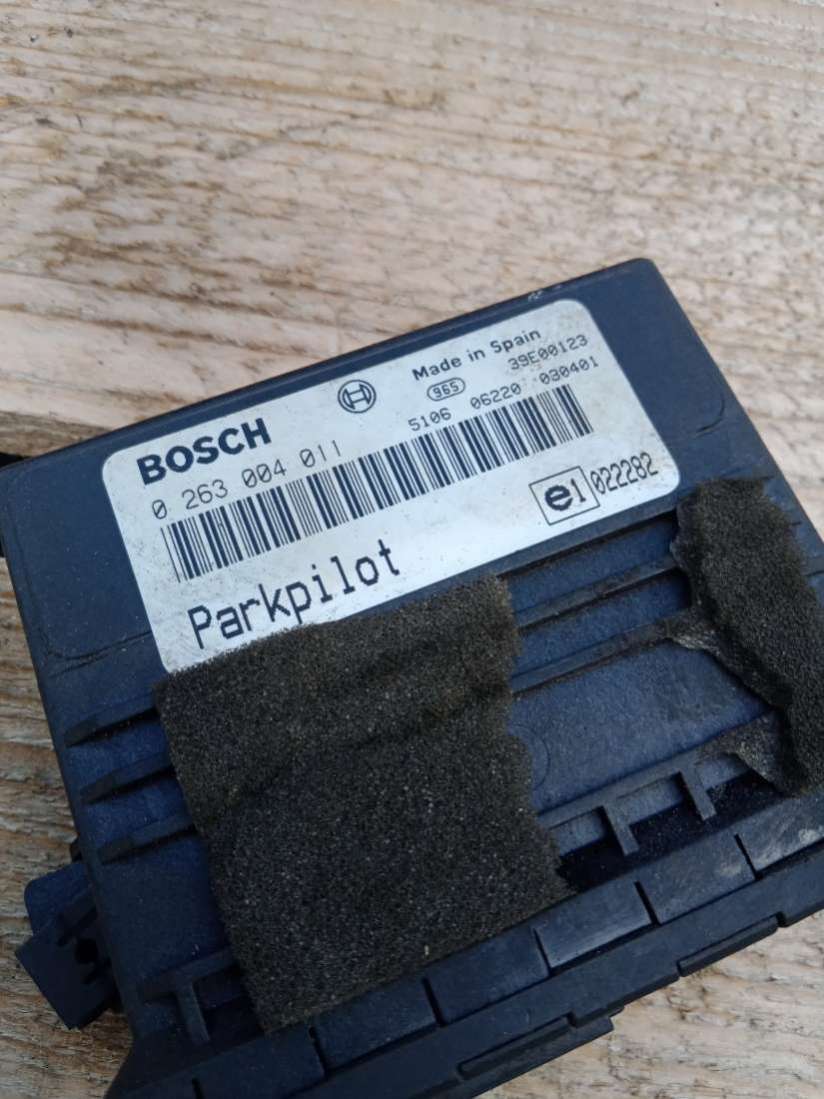 BOSCH
Made in Spain
965
39E00123
0 263 004 011
5106 06220 030401
Parkpilot
e1 022282